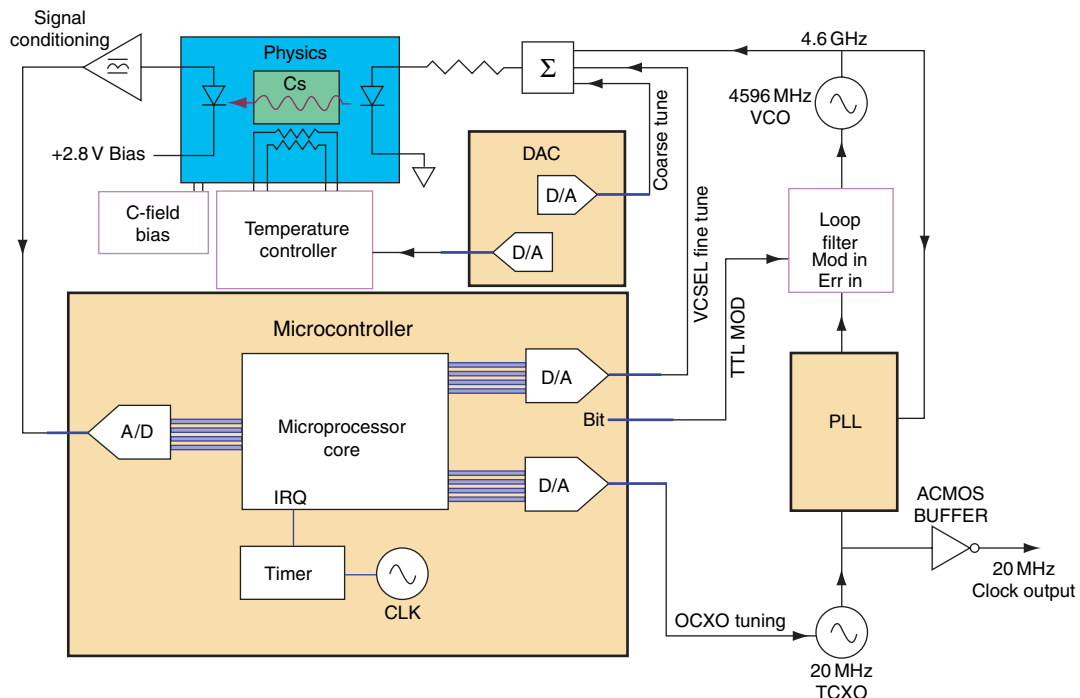 Signal
conditioning
Physics
Cs
+2.8 V Bias
C-field
bias
Temperature
controller
Σ
4.6 GHz
4596 MHz
VCO
DAC
D/A
D/A
Coarse tune
VCSEL fine tune
TTL MOD
Loop
filter
Mod in
Err in
Microcontroller
A/D
Microprocessor
core
IRQ
D/A
Bit
D/A
Timer
CLK
PLL
ACMOS
BUFFER
20 MHz
Clock output
OCXO tuning
20 MHz
TCXO